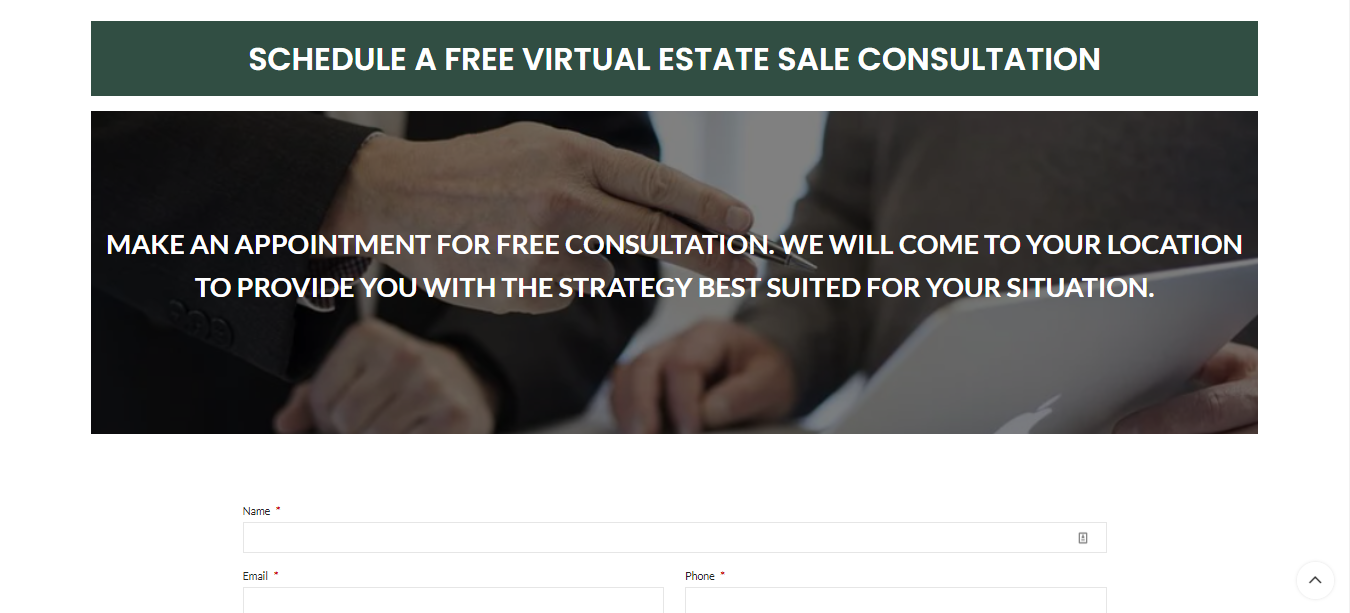 SCHEDULE A FREE VIRTUAL ESTATE SALE CONSULTATION
MAKE AN APPOINTMENT FOR FREE CONSULTATION. WE WILL COME TO YOUR LOCATION
TO PROVIDE YOU WITH THE STRATEGY BEST SUITED FOR YOUR SITUATION.
Name *
Email *
Phone *